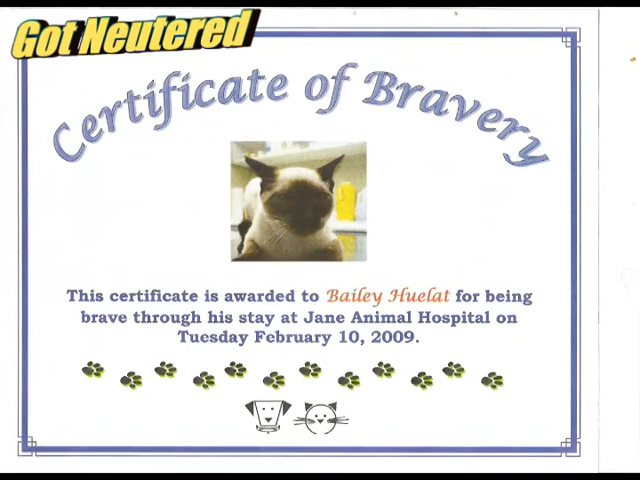 Got Neutered
Certificate of Bravery
This certificate is awarded to Bailey Huelat for being
brave through his stay at Jane Animal Hospital on
Tuesday February 10, 2009.